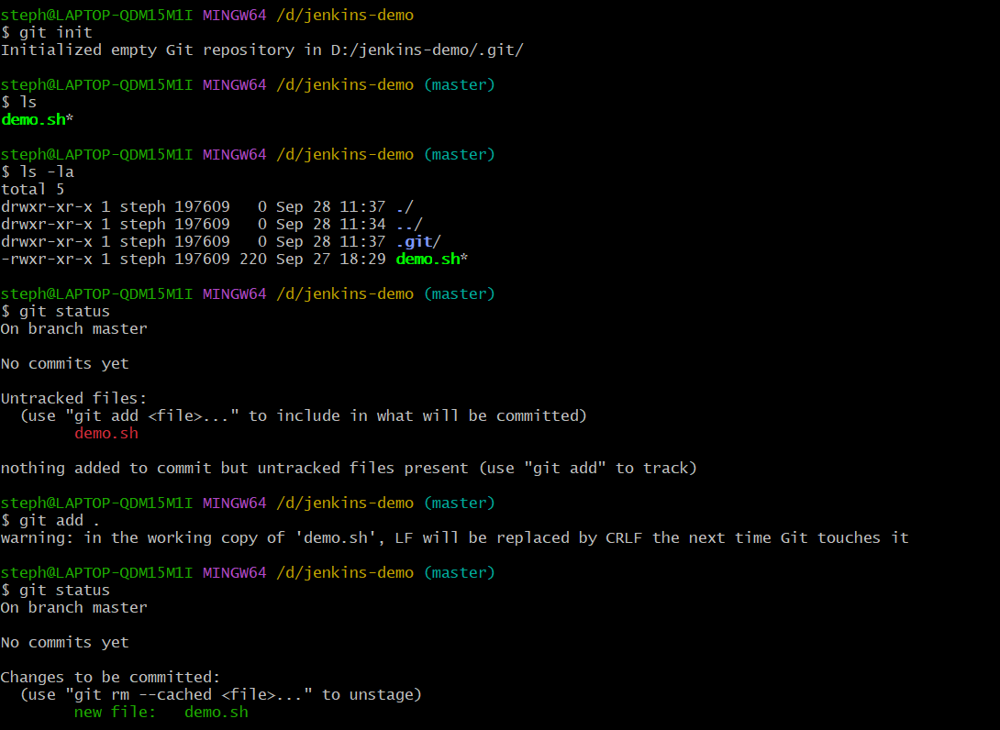 steph@LAPTOP-QDM15M1I MINGW64 /d/jenkins-demo
$ git init
Initialized empty Git repository in D:/jenkins-demo/.git/

steph@LAPTOP-QDM15M1I MINGW64 /d/jenkins-demo (master)
$ ls
demo.sh*

steph@LAPTOP-QDM15M1I MINGW64 /d/jenkins-demo (master)
$ ls -la
total 5
drwxr-xr-x 1 steph 197609   0 Sep 28 11:37 ./
drwxr-xr-x 1 steph 197609   0 Sep 28 11:34 ../
drwxr-xr-x 1 steph 197609   0 Sep 28 11:37 .git/
-rwxr-xr-x 1 steph 197609 220 Sep 27 18:29 demo.sh*

steph@LAPTOP-QDM15M1I MINGW64 /d/jenkins-demo (master)
$ git status
On branch master

No commits yet

Untracked files:
  (use "git add <file>..." to include in what will be committed)
        demo.sh

nothing added to commit but untracked files present (use "git add" to track)

steph@LAPTOP-QDM15M1I MINGW64 /d/jenkins-demo (master)
$ git add .
warning: in the working copy of 'demo.sh', LF will be replaced by CRLF the next time Git touches it

steph@LAPTOP-QDM15M1I MINGW64 /d/jenkins-demo (master)
$ git status
On branch master

No commits yet

Changes to be committed:
  (use "git rm --cached <file>..." to unstage)
        new file:   demo.sh